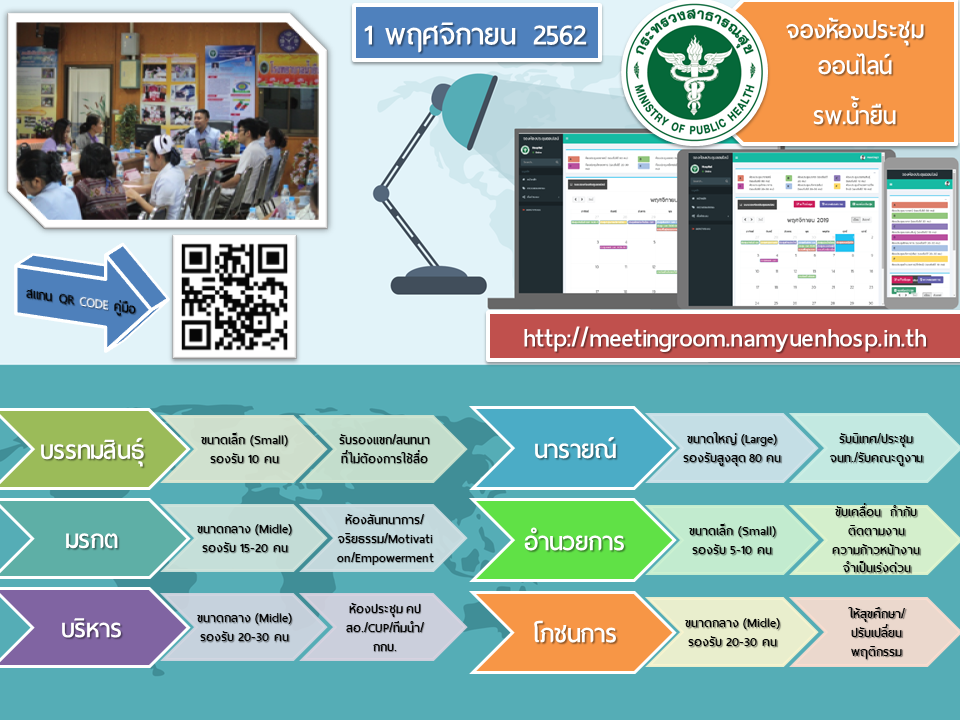 1 พฤศจิกายน 2562
กระทรวงสาธารณสุข
MINISTRY OF PUBLIC HEALTH
จองห้องประชุม
ออนไลน์
รพ.น้ำยืน
สแกน QR CODE คู่มือ
พฤศจิกายน 2019
http://meetingroom.namyuenhosp.in.th
บรรทมสินธุ์
ขนาดเล็ก (Small)
รองรับ 10 คน
รับรองแขก/สนทนา
ที่ไม่ต้องการใช้สื่อ
นารายณ์
ขนาดใหญ่ (Large)
รองรับสูงสุด 80 คน
รับนิเทศ/ประชุม
จนท./รับคณะดูงาน
มรกต
ขนาดกลาง (Midle)
รองรับ 15-20 คน
ห้องสันทนาการ/
จริยธรรม/Motivati
on/Empowerment
อำนวยการ
ขนาดเล็ก (Small)
รองรับ 5-10 คน
ขับเคลื่อน กำกับ
ติดตามงาน
ความก้าวหน้างาน
จำเป็นเร่งด่วน
บริหาร
ขนาดกลาง (Midle)
รองรับ 20-30 คน
ห้องประชุม คป
สอ./CUP/ทีมนำ/
กกบ.
โภชนการ
ขนาดกลาง (Midle)
รองรับ 20-30 คน
ให้สุขศึกษา/
ปรับเปลี่ยน
พฤติกรรม